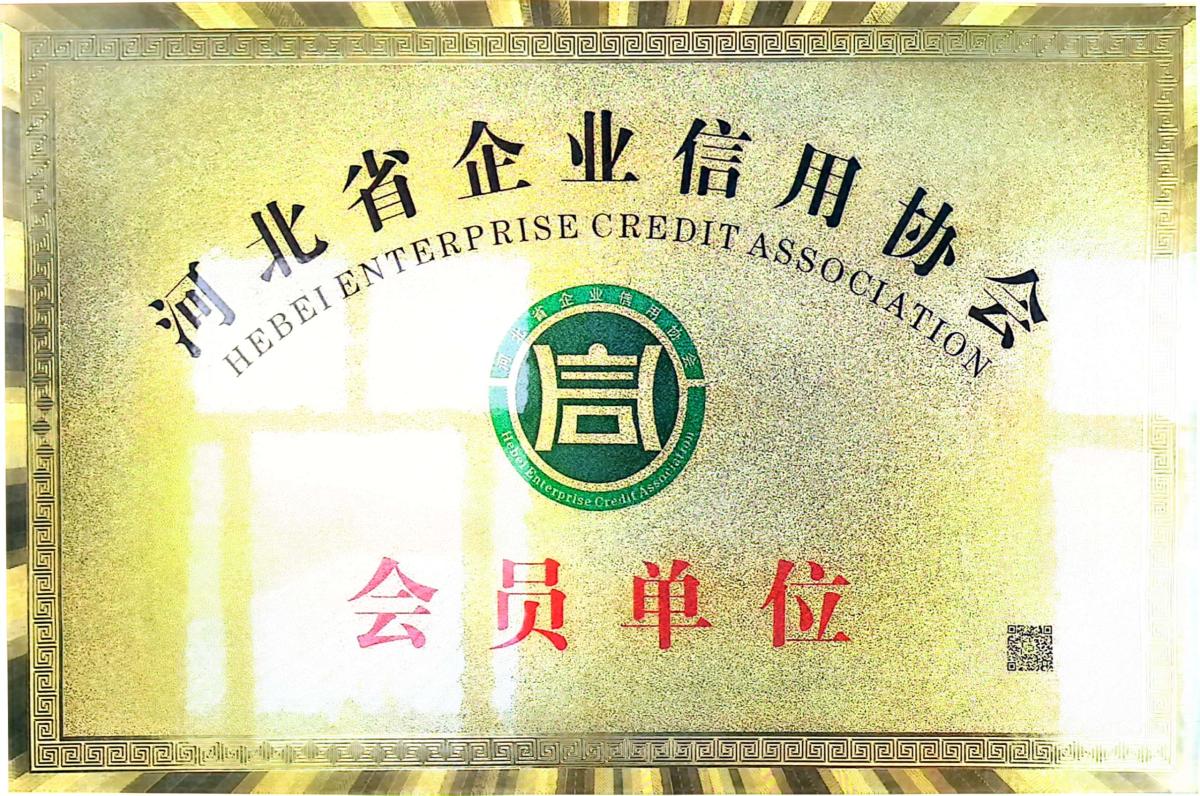 河北省企业信用协会
HEBEI ENTERPRISE CREDIT ASSOCIATION
河北省企业信用协会
信
Hebei Enterprise Credit Association
会员单位